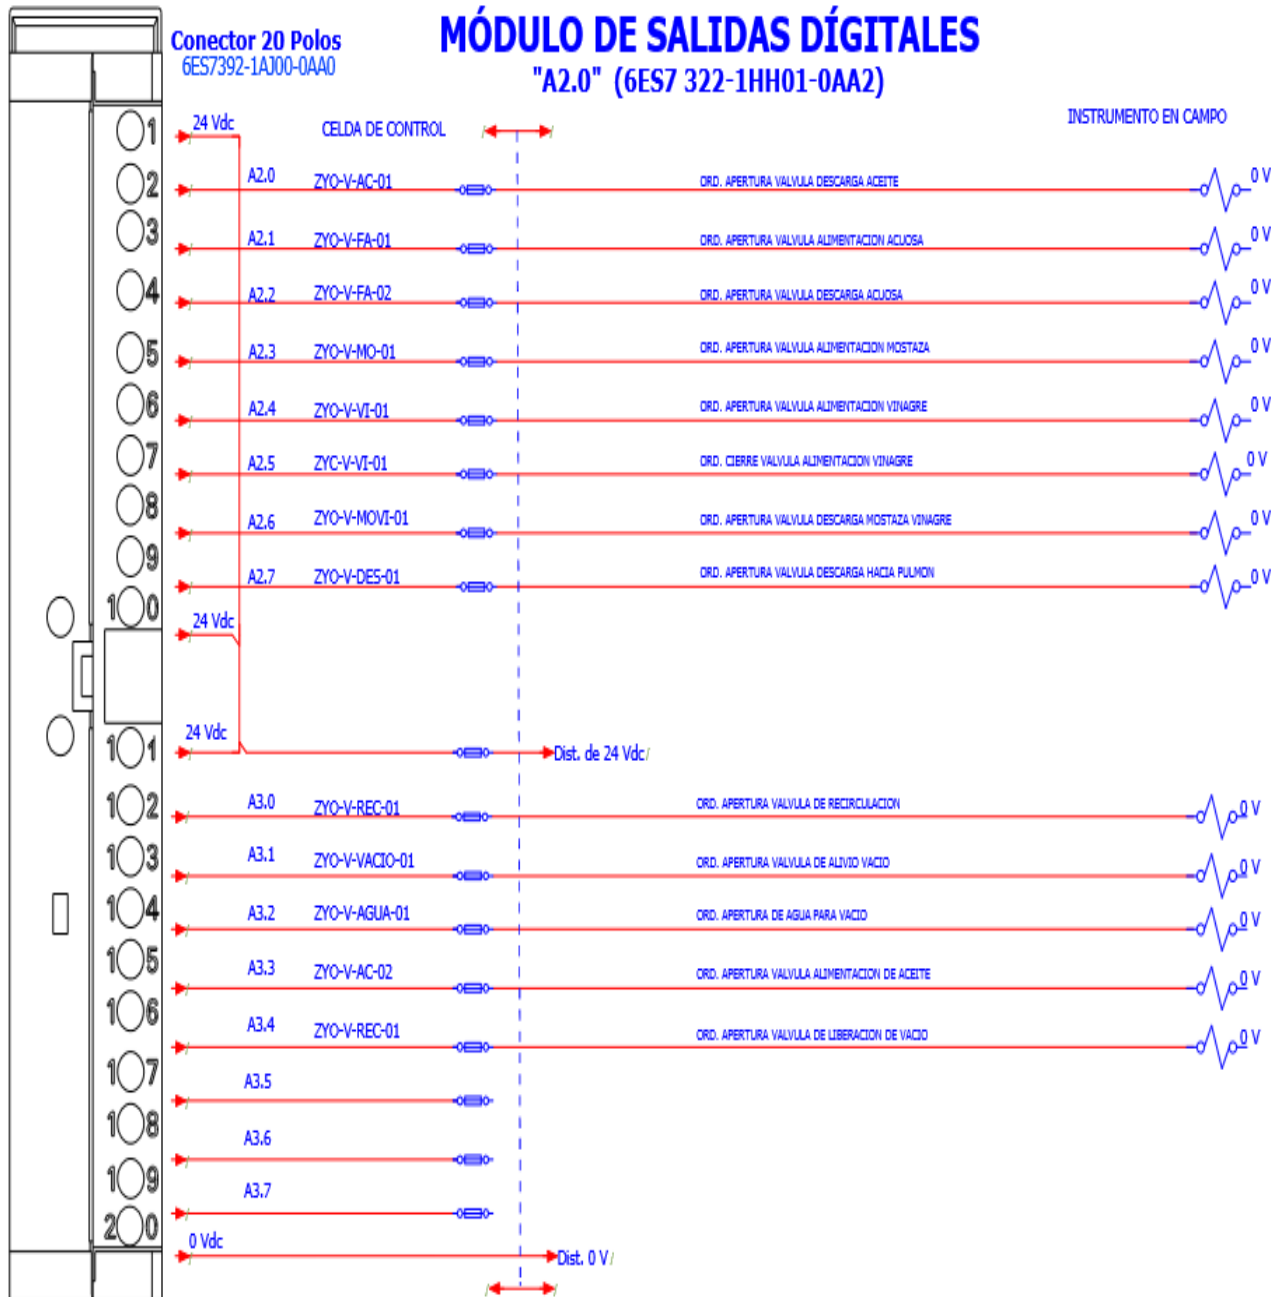 MÓDULO DE SALIDAS DÍGITALES
"A2.0" (6ES7 322-1HH01-0AA2)
Conector 20 Polos
6ES7392-1AJ00-0AA0
CELDA DE CONTROL
INSTRUMENTO EN CAMPO
1 24 Vdc
2 A2.0 ZYO-V-AC-01 ORD. APERTURA VALVULA DESCARGA ACEITE 0 V
3 A2.1 ZYO-V-FA-01 ORD. APERTURA VALVULA ALIMENTACION ACUOSA 0 V
4 A2.2 ZYO-V-FA-02 ORD. APERTURA VALVULA DESCARGA ACUOSA 0 V
5 A2.3 ZYO-V-MO-01 ORD. APERTURA VALVULA ALIMENTACION MOSTAZA 0 V
6 A2.4 ZYO-V-VI-01 ORD. APERTURA VALVULA ALIMENTACION VINAGRE 0 V
7 A2.5 ZYC-V-VI-01 ORD. CIERRE VALVULA ALIMENTACION VINAGRE 0 V
8 A2.6 ZYO-V-MOVI-01 ORD. APERTURA VALVULA DESCARGA MOSTAZA VINAGRE 0 V
9 A2.7 ZYO-V-DES-01 ORD. APERTURA VALVULA DESCARGA HACIA PULMON 0 V
10 24 Vdc
11 24 Vdc Dist. de 24 Vdc
12 A3.0 ZYO-V-REC-01 ORD. APERTURA VALVULA DE RECIRCULACION 0 V
13 A3.1 ZYO-V-VACIO-01 ORD. APERTURA VALVULA DE ALIVIO VACIO 0 V
14 A3.2 ZYO-V-AGUA-01 ORD. APERTURA DE AGUA PARA VACIO 0 V
15 A3.3 ZYO-V-AC-02 ORD. APERTURA VALVULA ALIMENTACION DE ACEITE 0 V
16 A3.4 ZYO-V-REC-01 ORD. APERTURA VALVULA DE LIBERACION DE VACIO 0 V
17 A3.5
18 A3.6
19 A3.7
20 0 Vdc Dist. 0 V